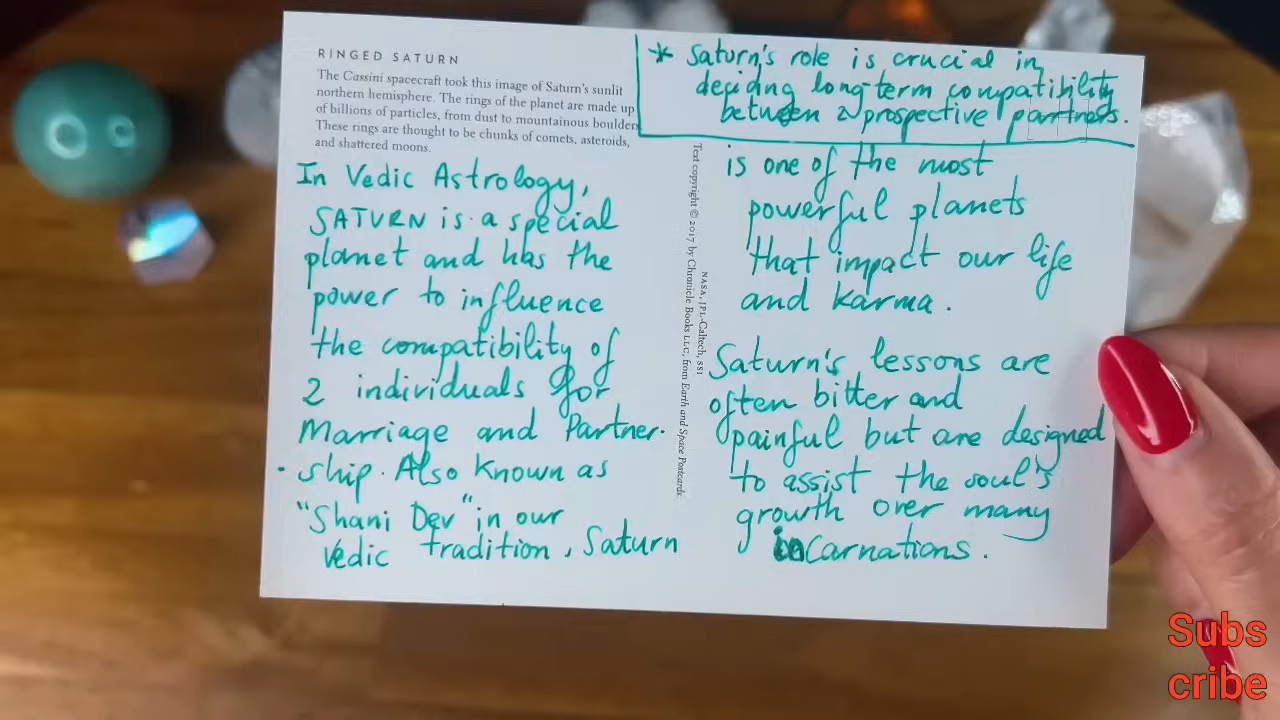 RINGED SATURN
The Cassini spacecraft took this image of Saturn's sunlit
northern hemisphere. The rings of the planet are made up
of billions of particles, from dust to mountainous boulders
These rings are thought to be chunks of comets, asteroids,
and shattered moons.
In Vedic Astrology,
SATURN is a special
planet and has the
power to influence
the compatibility of
2 individuals for
Marriage and Partner-
-ship. Also known as
"Shani Dev" in our
Vedic tradition, Saturn
Text copyright © 2017 by Chronicle Books LLC, from Earth and Space Postcards
NASA, JPL-Caltech, SSI
* Saturn's role is crucial in
deciding long term compatibility
between 2 prospective partners.
is one of the most
powerful planets
that impact our life
and karma.
Saturn's lessons are
often bitter and
painful but are designed
to assist the soul's
growth over many
incarnations.
Subs
cribe